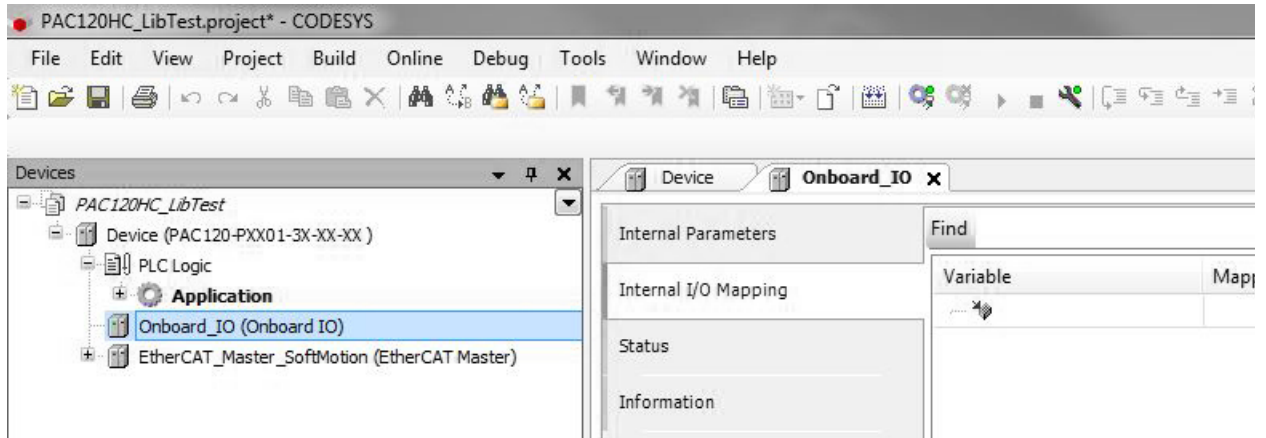 PAC120HC_LibTest.project* - CODESYS
File Edit View Project Build Online Debug Tools Window Help
Devices
Device Onboard_IO
PAC120HC_LibTest
Device (PAC120-PXX01-3X-XX-XX )
PLC Logic
Application
Onboard_IO (Onboard IO)
EtherCAT_Master_SoftMotion (EtherCAT Master)
Internal Parameters
Internal I/O Mapping
Status
Information
Find
Variable